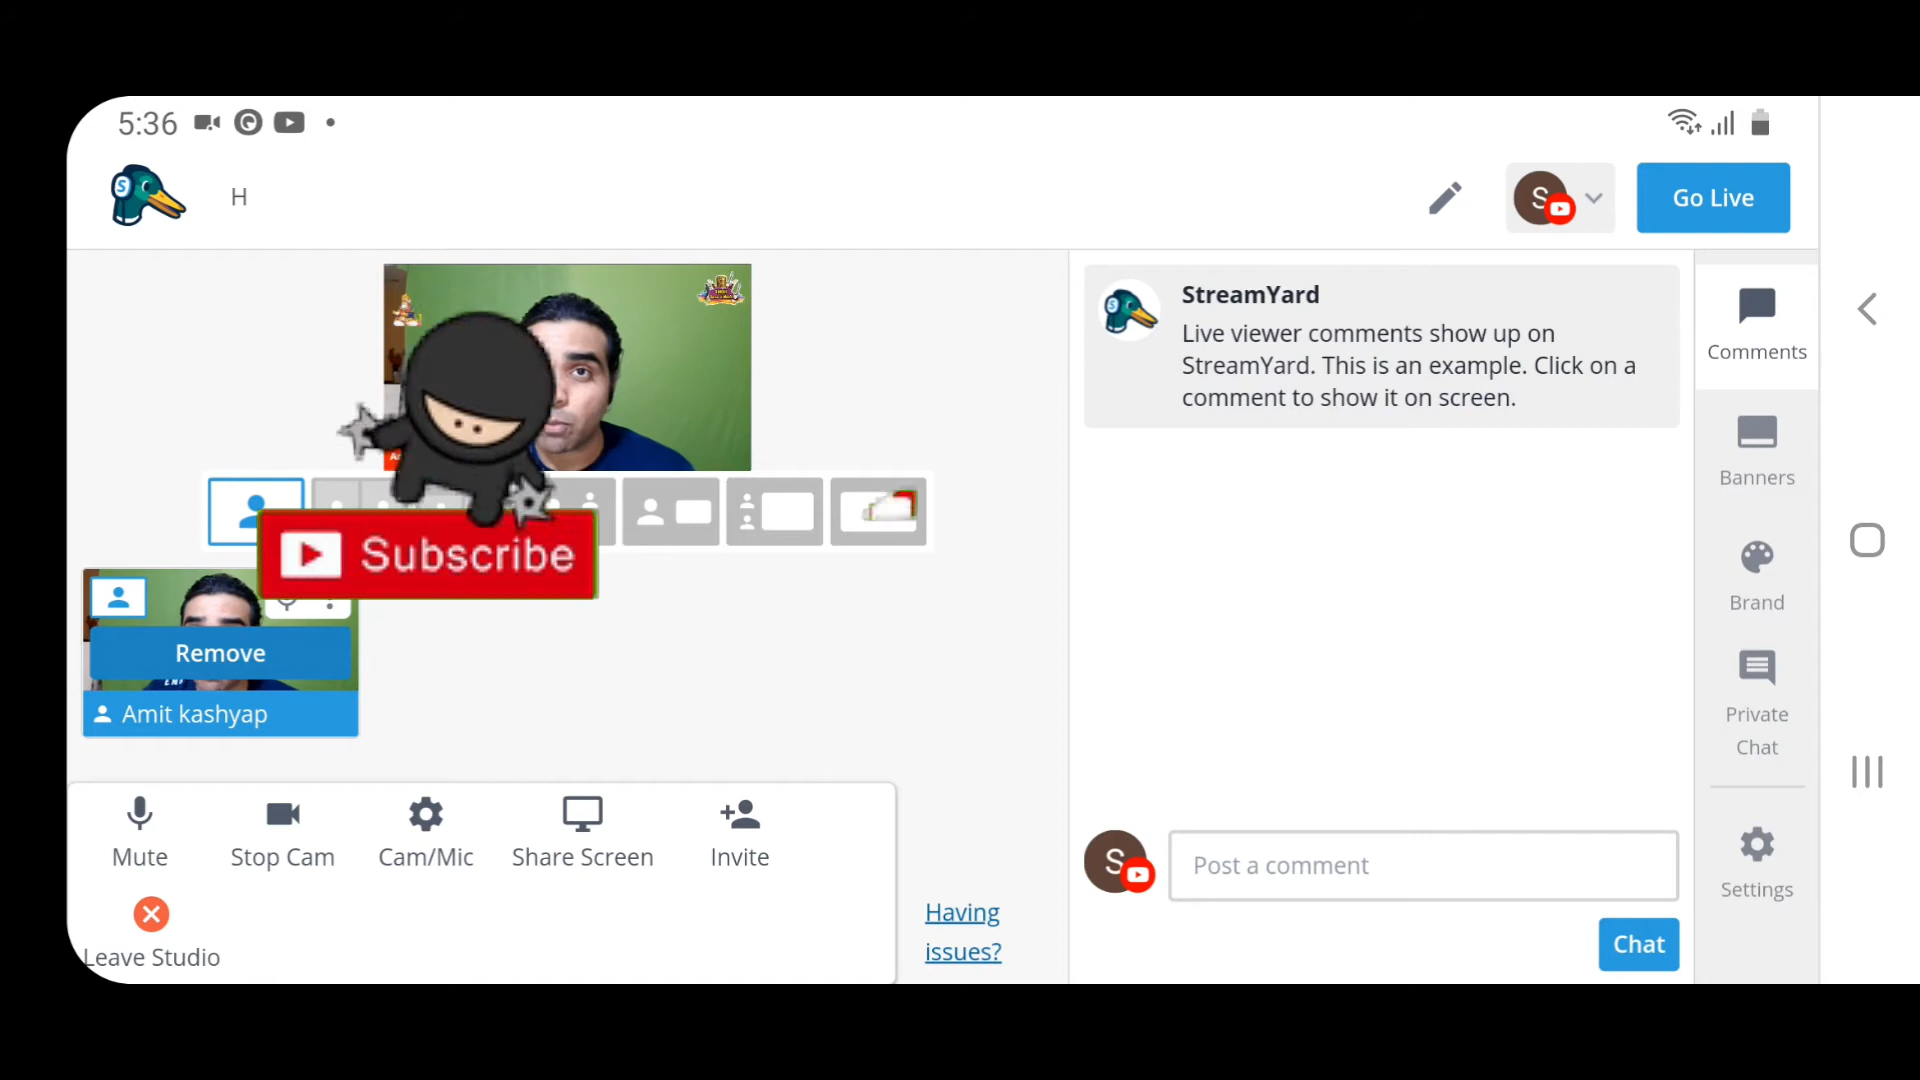 5:36
H
S
Go Live
StreamYard
Live viewer comments show up on
StreamYard. This is an example. Click on a
comment to show it on screen.
Comments
Banners
Brand
Private
Chat
Settings
Subscribe
Remove
Amit kashyap
Mute
Stop Cam
Cam/Mic
Share Screen
Invite
Leave Studio
Having
issues?
S
Post a comment
Chat